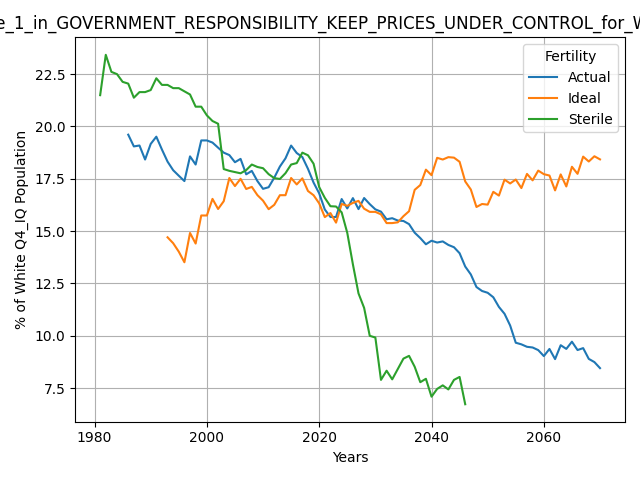 e_1_in_GOVERNMENT_RESPONSIBILITY_KEEP_PRICES_UNDER_CONTROL_for_W
Fertility
Actual
Ideal
Sterile
% of White Q4_IQ Population
22.5
20.0
17.5
15.0
12.5
10.0
7.5
1980
2000
2020
2040
2060
Years